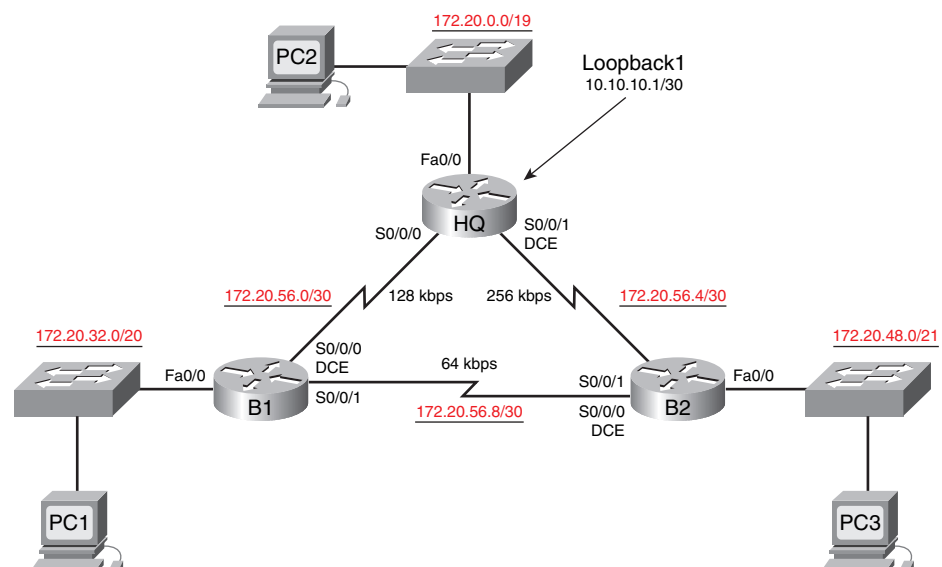 172.20.0.0/19
PC2
Loopback1
10.10.10.1/30
Fa0/0
HQ
S0/0/0
S0/0/1
DCE
172.20.56.0/30
128 kbps
256 kbps
172.20.56.4/30
172.20.32.0/20
172.20.48.0/21
Fa0/0
B1
S0/0/0
DCE
S0/0/1
64 kbps
172.20.56.8/30
S0/0/1
S0/0/0
DCE
B2
Fa0/0
PC1
PC3